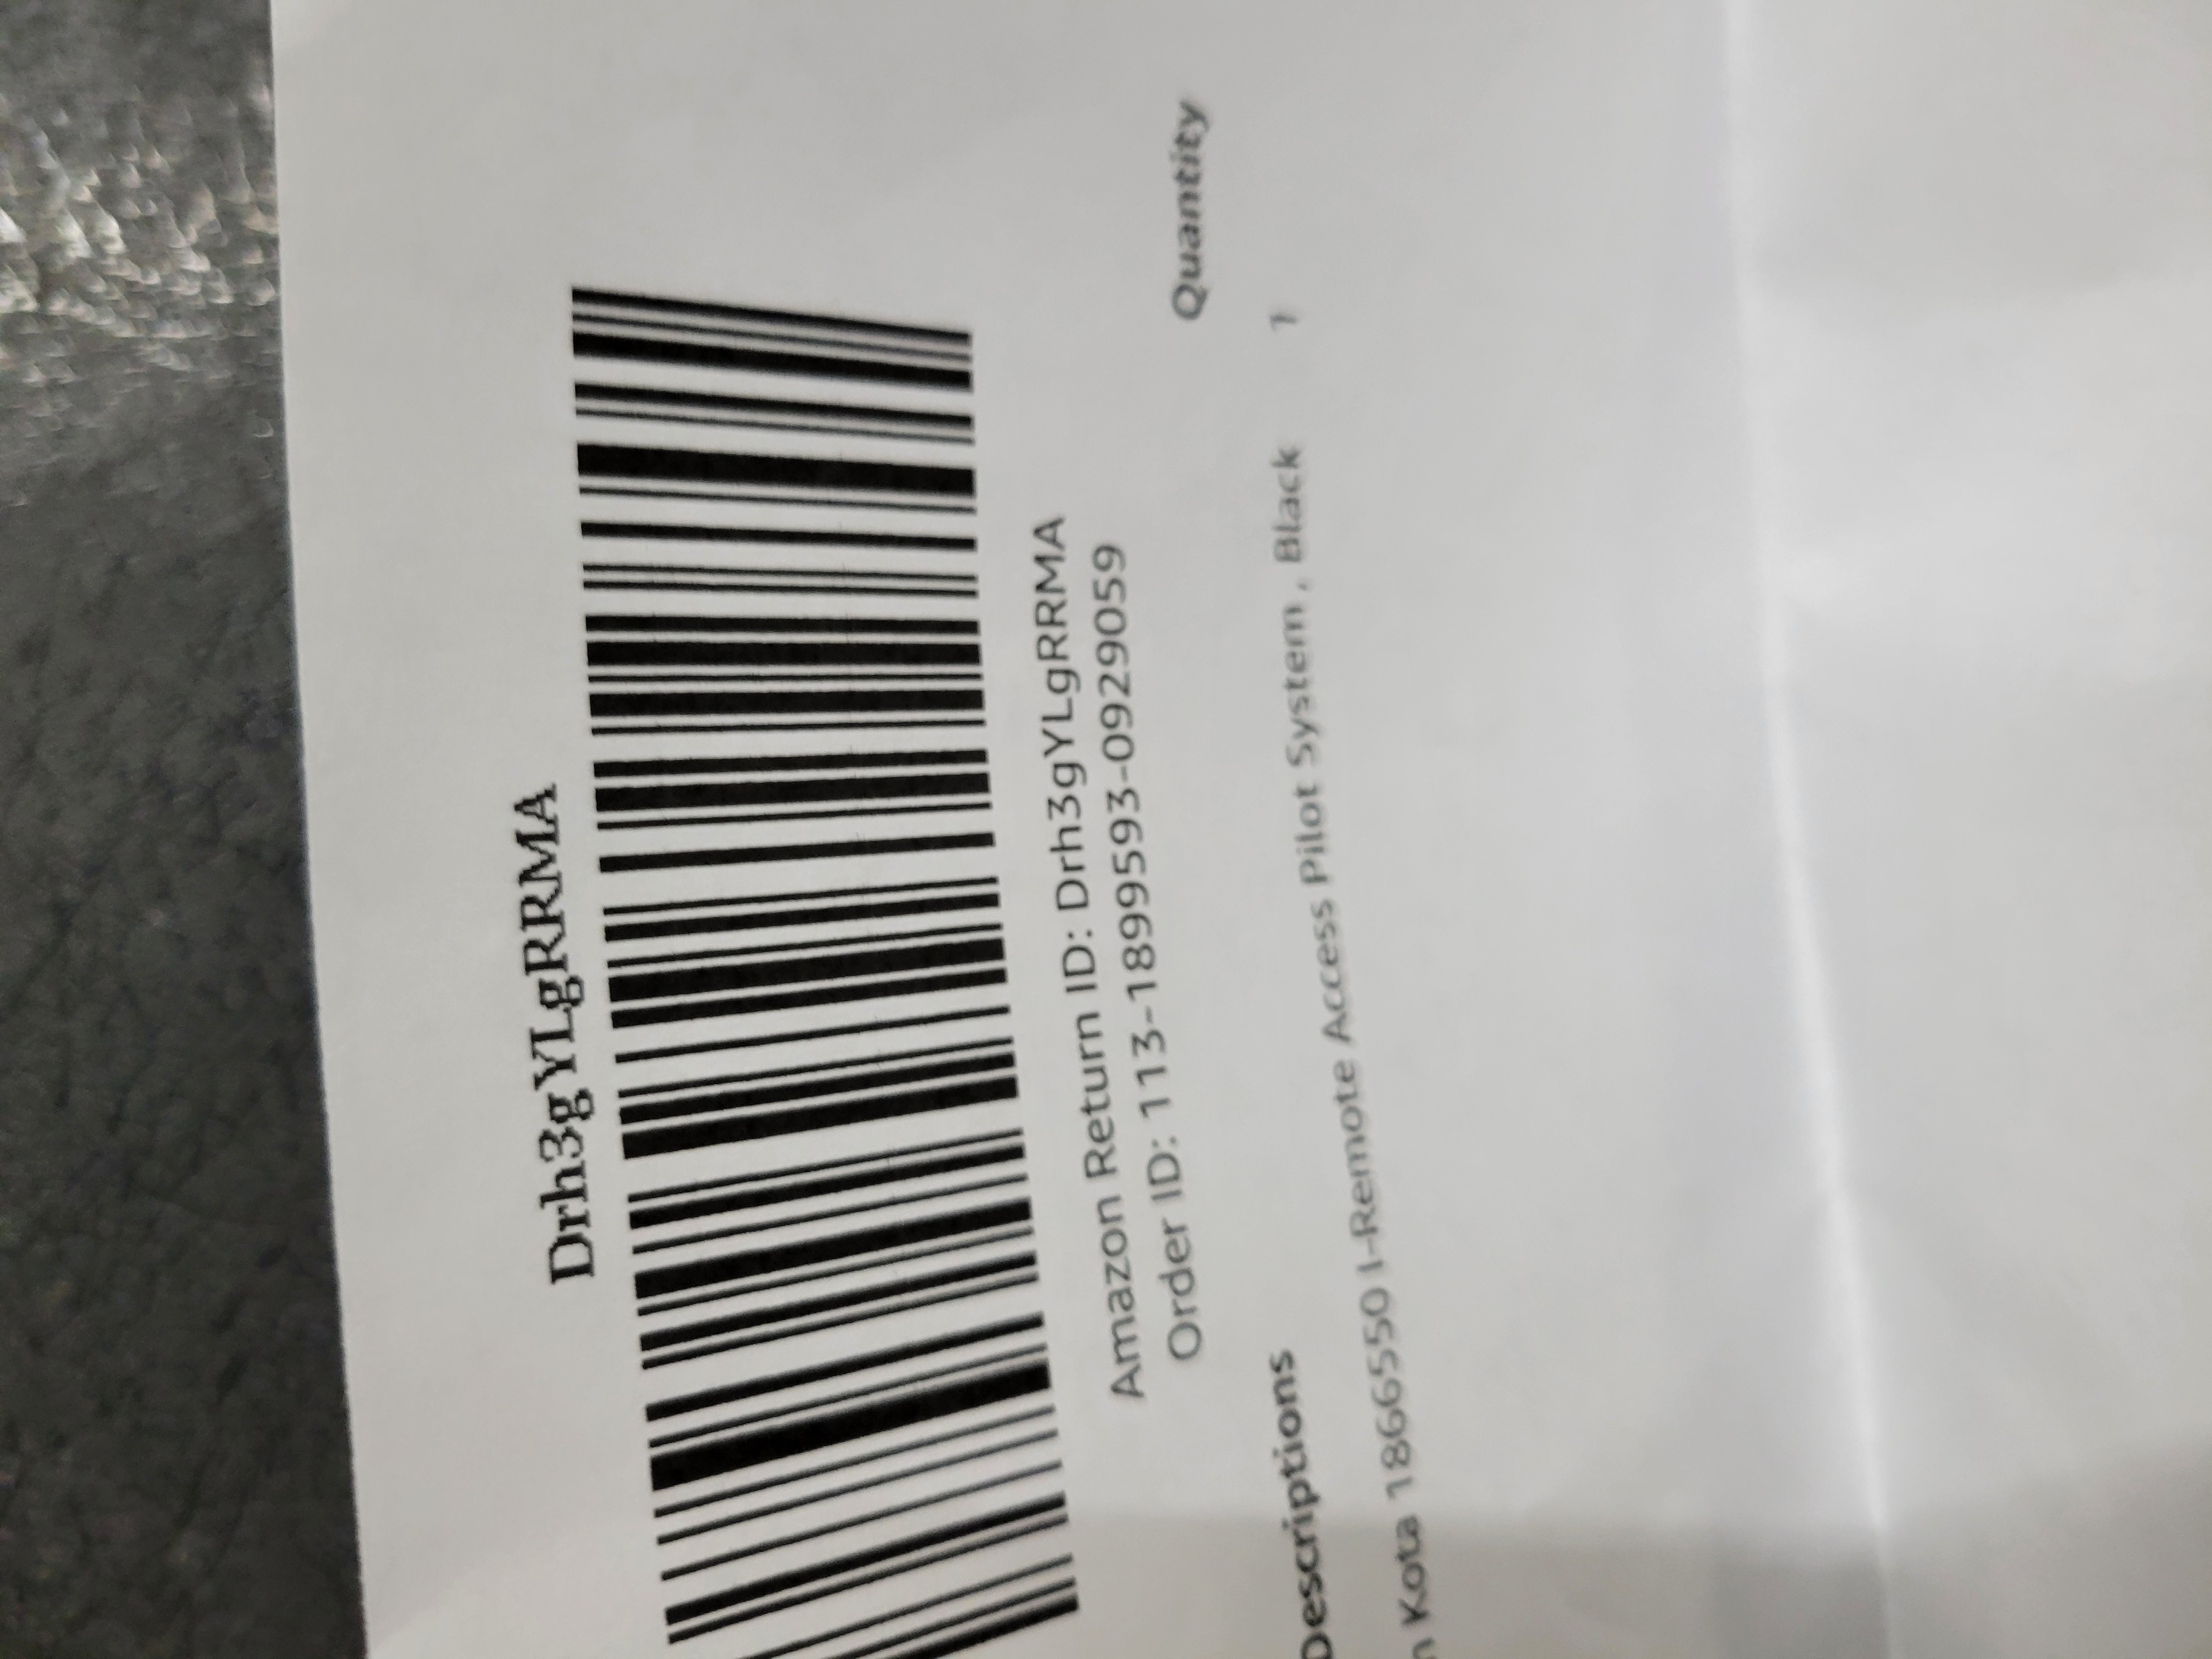 Drh3gYLgRRMA
Amazon Return ID: Drh3gYLgRRMA
Order ID: 113-1899593-0929059
Descriptions Quantity
n Kota 1866550 I-Remote Access Pilot System , Black 1